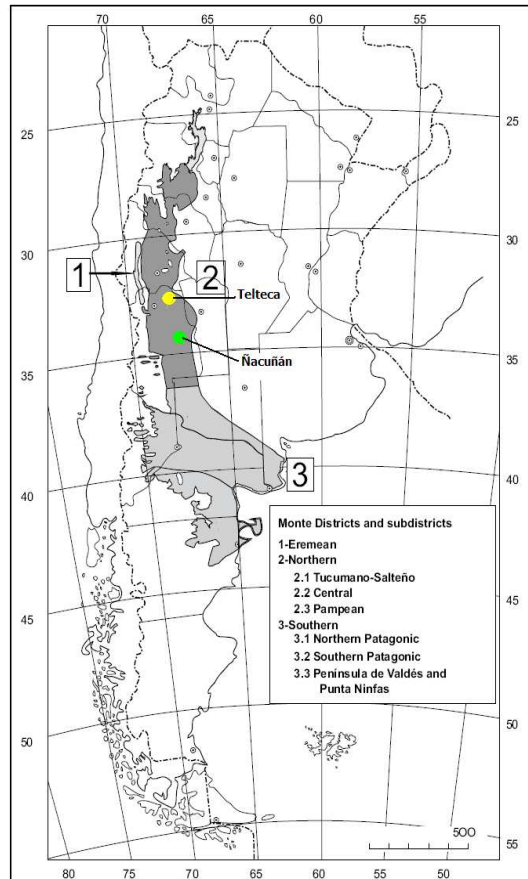 70 65 60 55
25 25
30 30
1
2
Telteca
Ñacuñán
35 35
3
40 40
Monte Districts and subdistricts
1-Eremean
2-Northern
2.1 Tucumano-Salteño
2.2 Central
2.3 Pampean
3-Southern
3.1 Northern Patagonic
3.2 Southern Patagonic
3.3 Península de Valdés and
Punta Ninfas
45 45
50 50
500
55
80 75 70 65 60 55 50